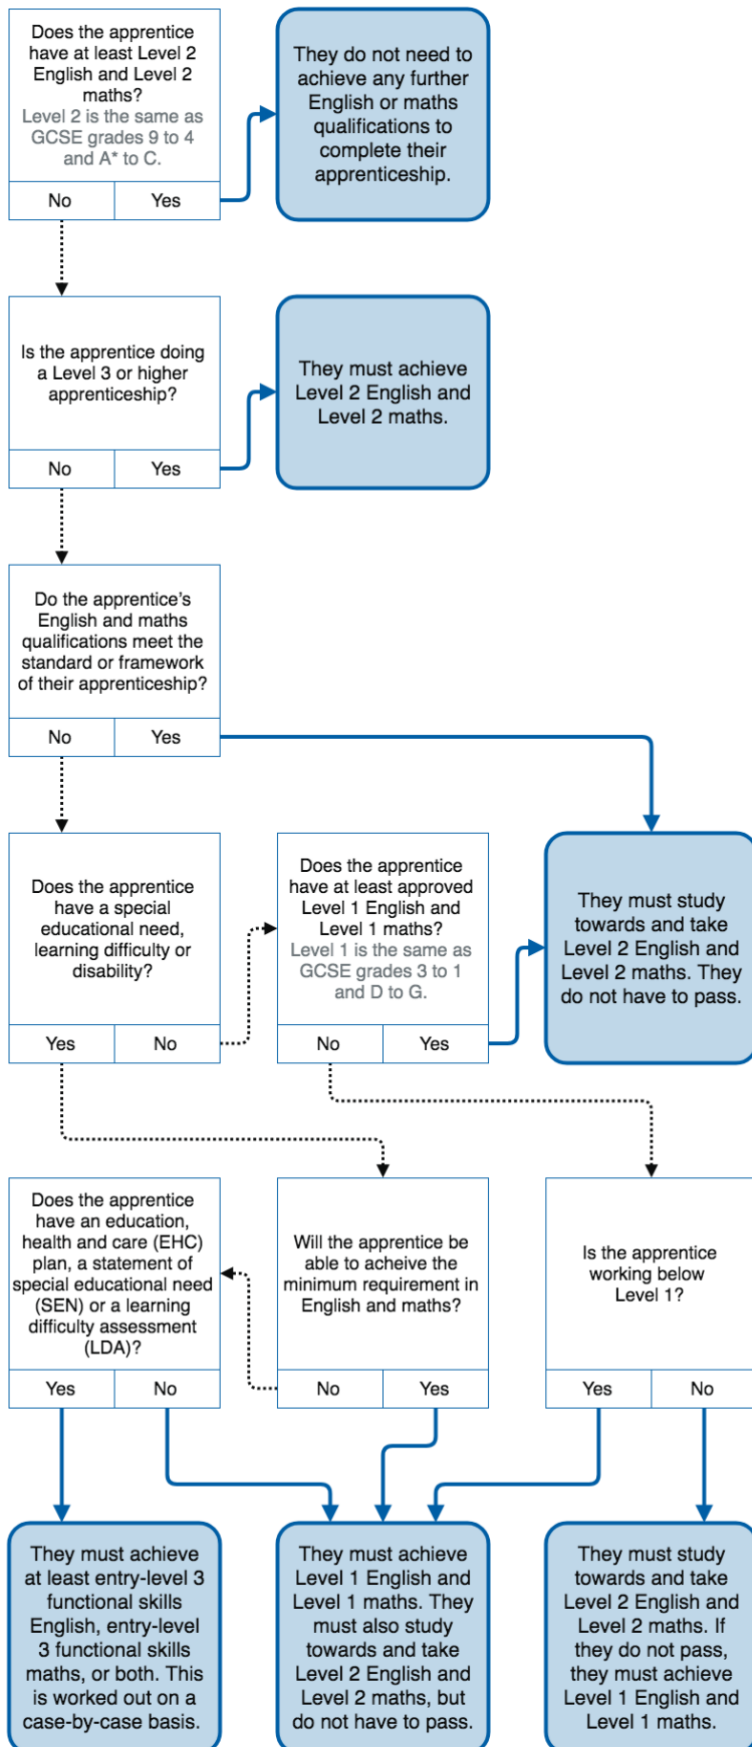 Does the apprentice
have at least Level 2
English and Level 2
maths?
Level 2 is the same as
GCSE grades 9 to 4
and A* to C.
No
Yes
They do not need to
achieve any further
English or maths
qualifications to
complete their
apprenticeship.
Is the apprentice doing
a Level 3 or higher
apprenticeship?
No
Yes
They must achieve
Level 2 English and
Level 2 maths.
Do the apprentice's
English and maths
qualifications meet the
standard or framework
of their apprenticeship?
No
Yes
Does the apprentice
have a special
educational need,
learning difficulty or
disability?
Yes
No
Does the apprentice
have at least approved
Level 1 English and
Level 1 maths?
Level 1 is the same as
GCSE grades 3 to 1
and D to G.
No
Yes
They must study
towards and take
Level 2 English and
Level 2 maths. They
do not have to pass.
Does the apprentice
have an education,
health and care (EHC)
plan, a statement of
special educational need
(SEN) or a learning
difficulty assessment
(LDA)?
Yes
No
Will the apprentice be
able to acheive the
minimum requirement in
English and maths?
No
Yes
Is the apprentice
working below
Level 1?
Yes
No
They must achieve
at least entry-level 3
functional skills
English, entry-level
3 functional skills
maths, or both. This
is worked out on a
case-by-case basis.
They must achieve
Level 1 English and
Level 1 maths. They
must also study
towards and take
Level 2 English and
Level 2 maths, but
do not have to pass.
They must study
towards and take
Level 2 English and
Level 2 maths. If
they do not pass,
they must achieve
Level 1 English and
Level 1 maths.